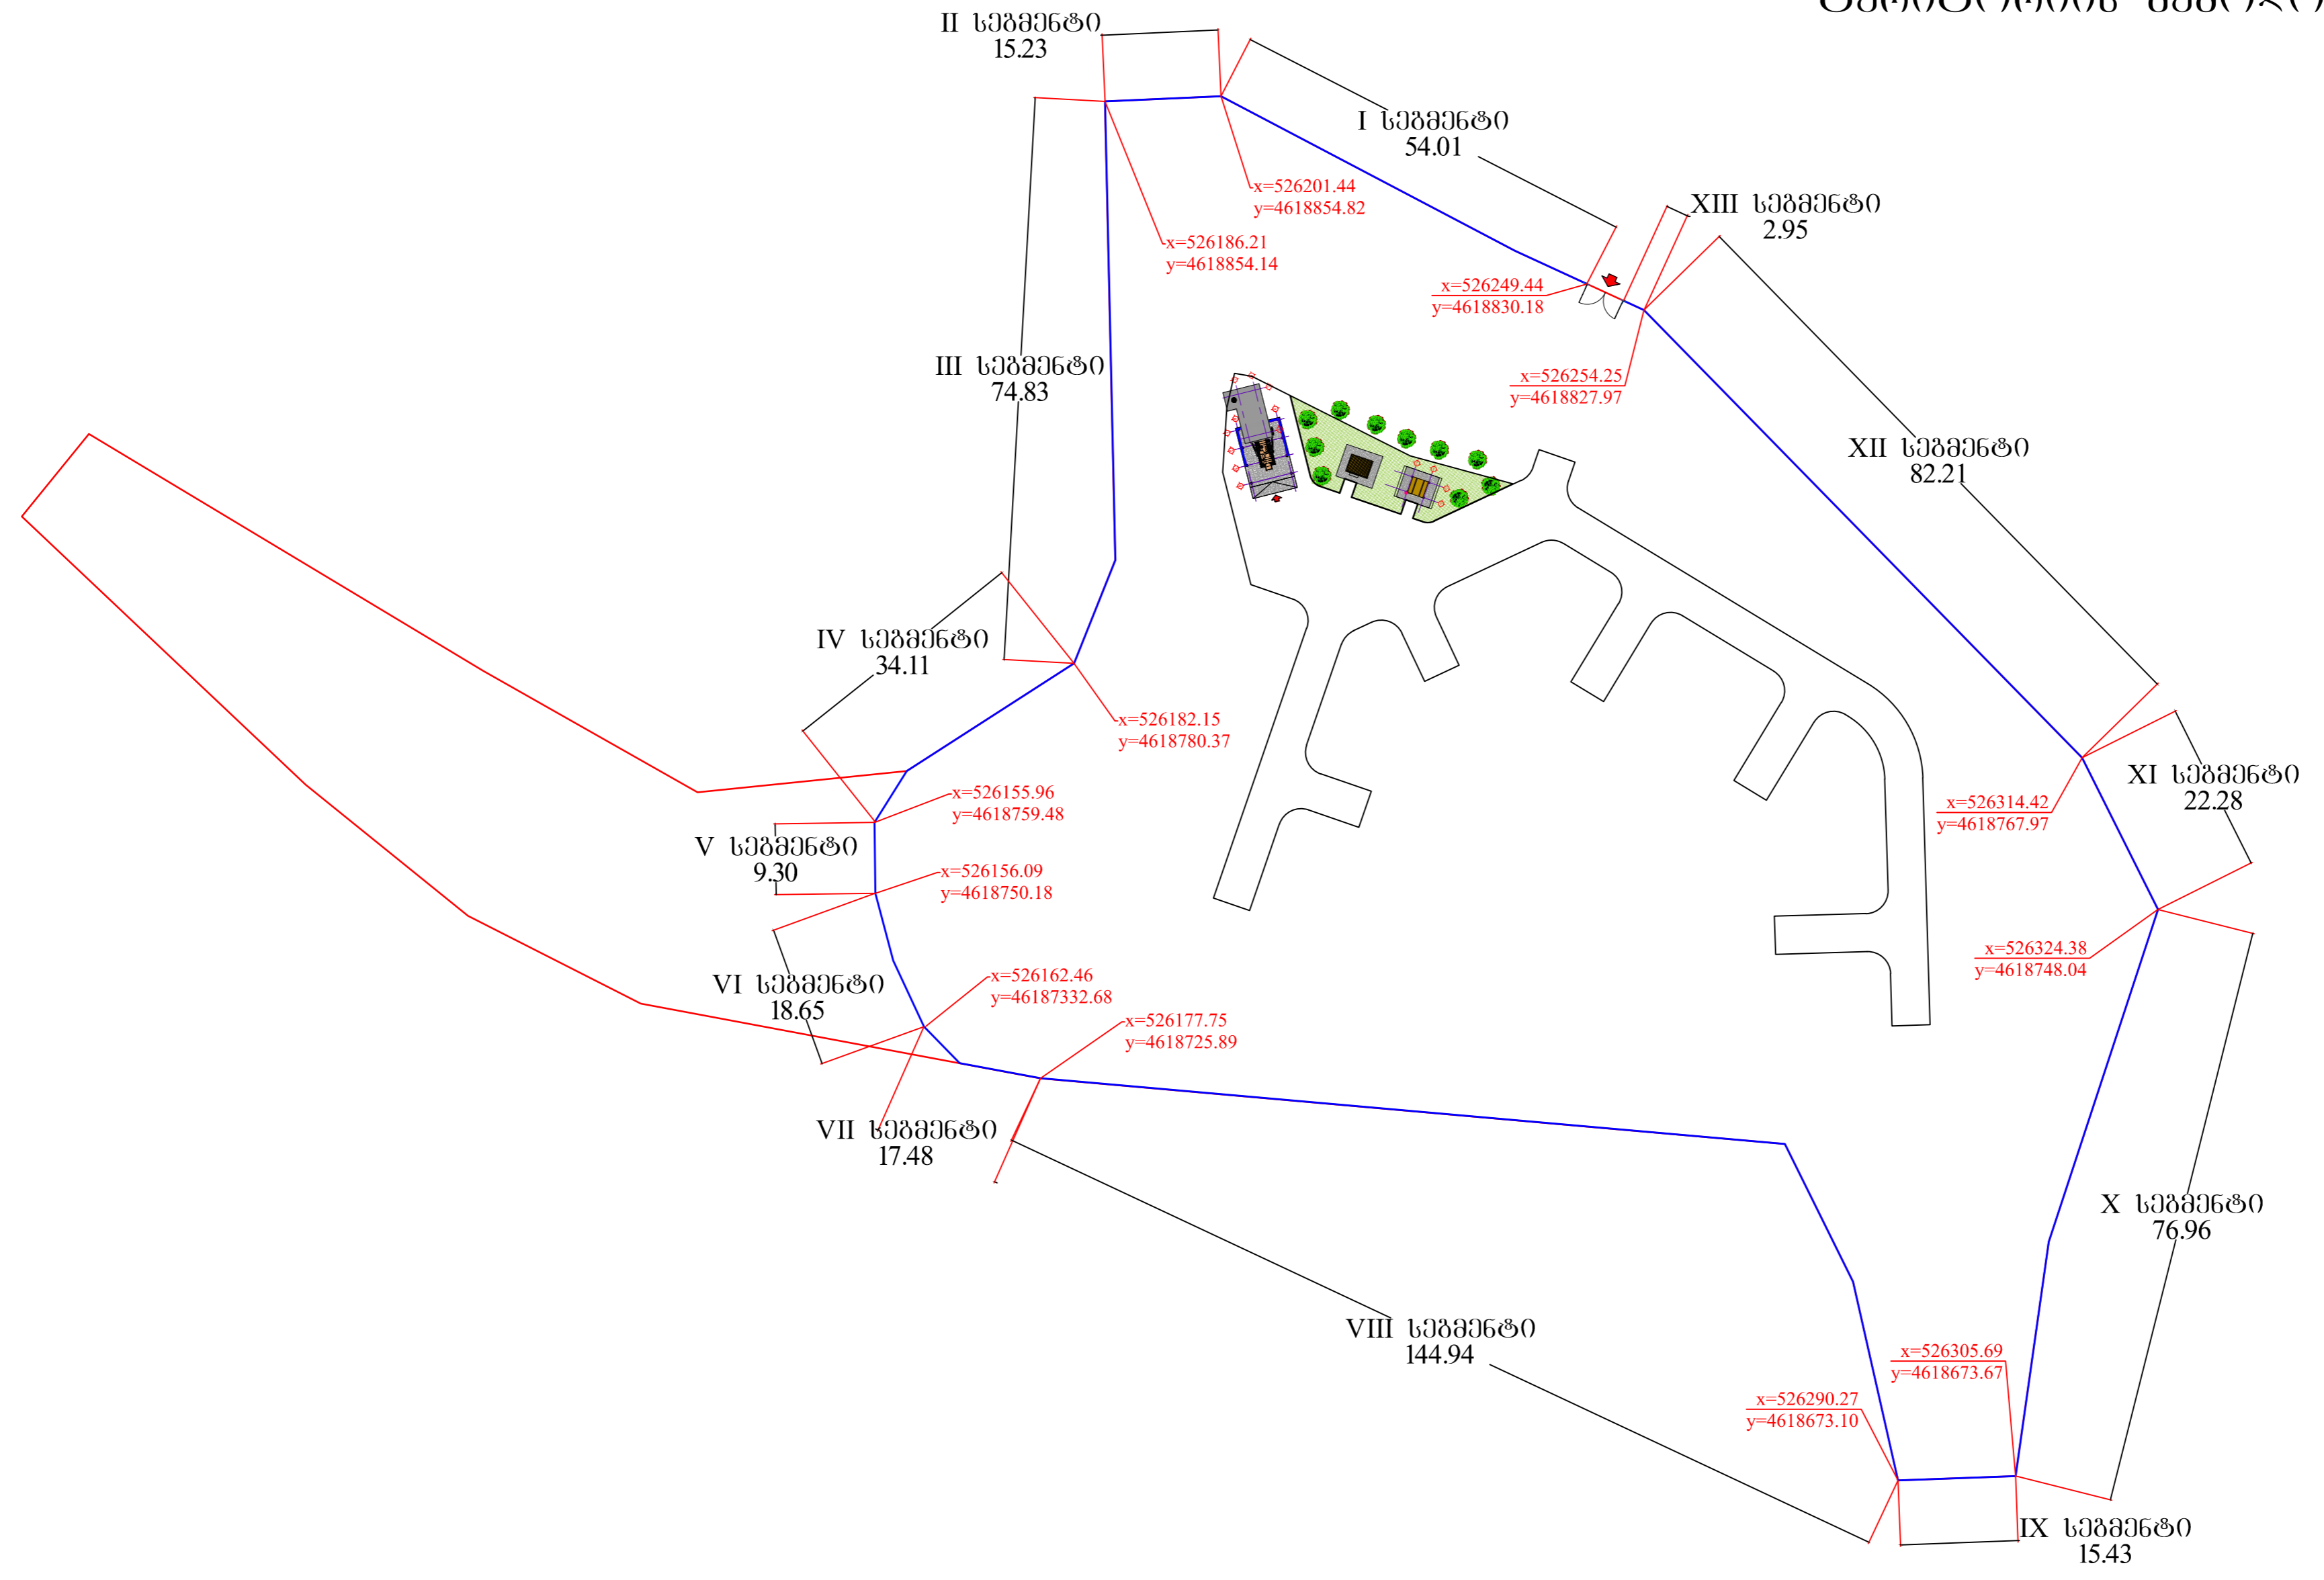 II სეგმენტი
15.23
I სეგმენტი
54.01
x=526201.44
y=4618854.82
XIII სეგმენტი
2.95
x=526186.21
y=4618854.14
x=526249.44
y=4618830.18
III სეგმენტი
74.83
x=526254.25
y=4618827.97
XII სეგმენტი
82.21
IV სეგმენტი
34.11
x=526182.15
y=4618780.37
XI სეგმენტი
22.28
x=526155.96
y=4618759.48
x=526314.42
y=4618767.97
V სეგმენტი
9.30
x=526156.09
y=4618750.18
x=526324.38
y=4618748.04
VI სეგმენტი
18.65
x=526162.46
y=46187332.68
x=526177.75
y=4618725.89
VII სეგმენტი
17.48
X სეგმენტი
76.96
VIII სეგმენტი
144.94
x=526305.69
y=4618673.67
x=526290.27
y=4618673.10
IX სეგმენტი
15.43